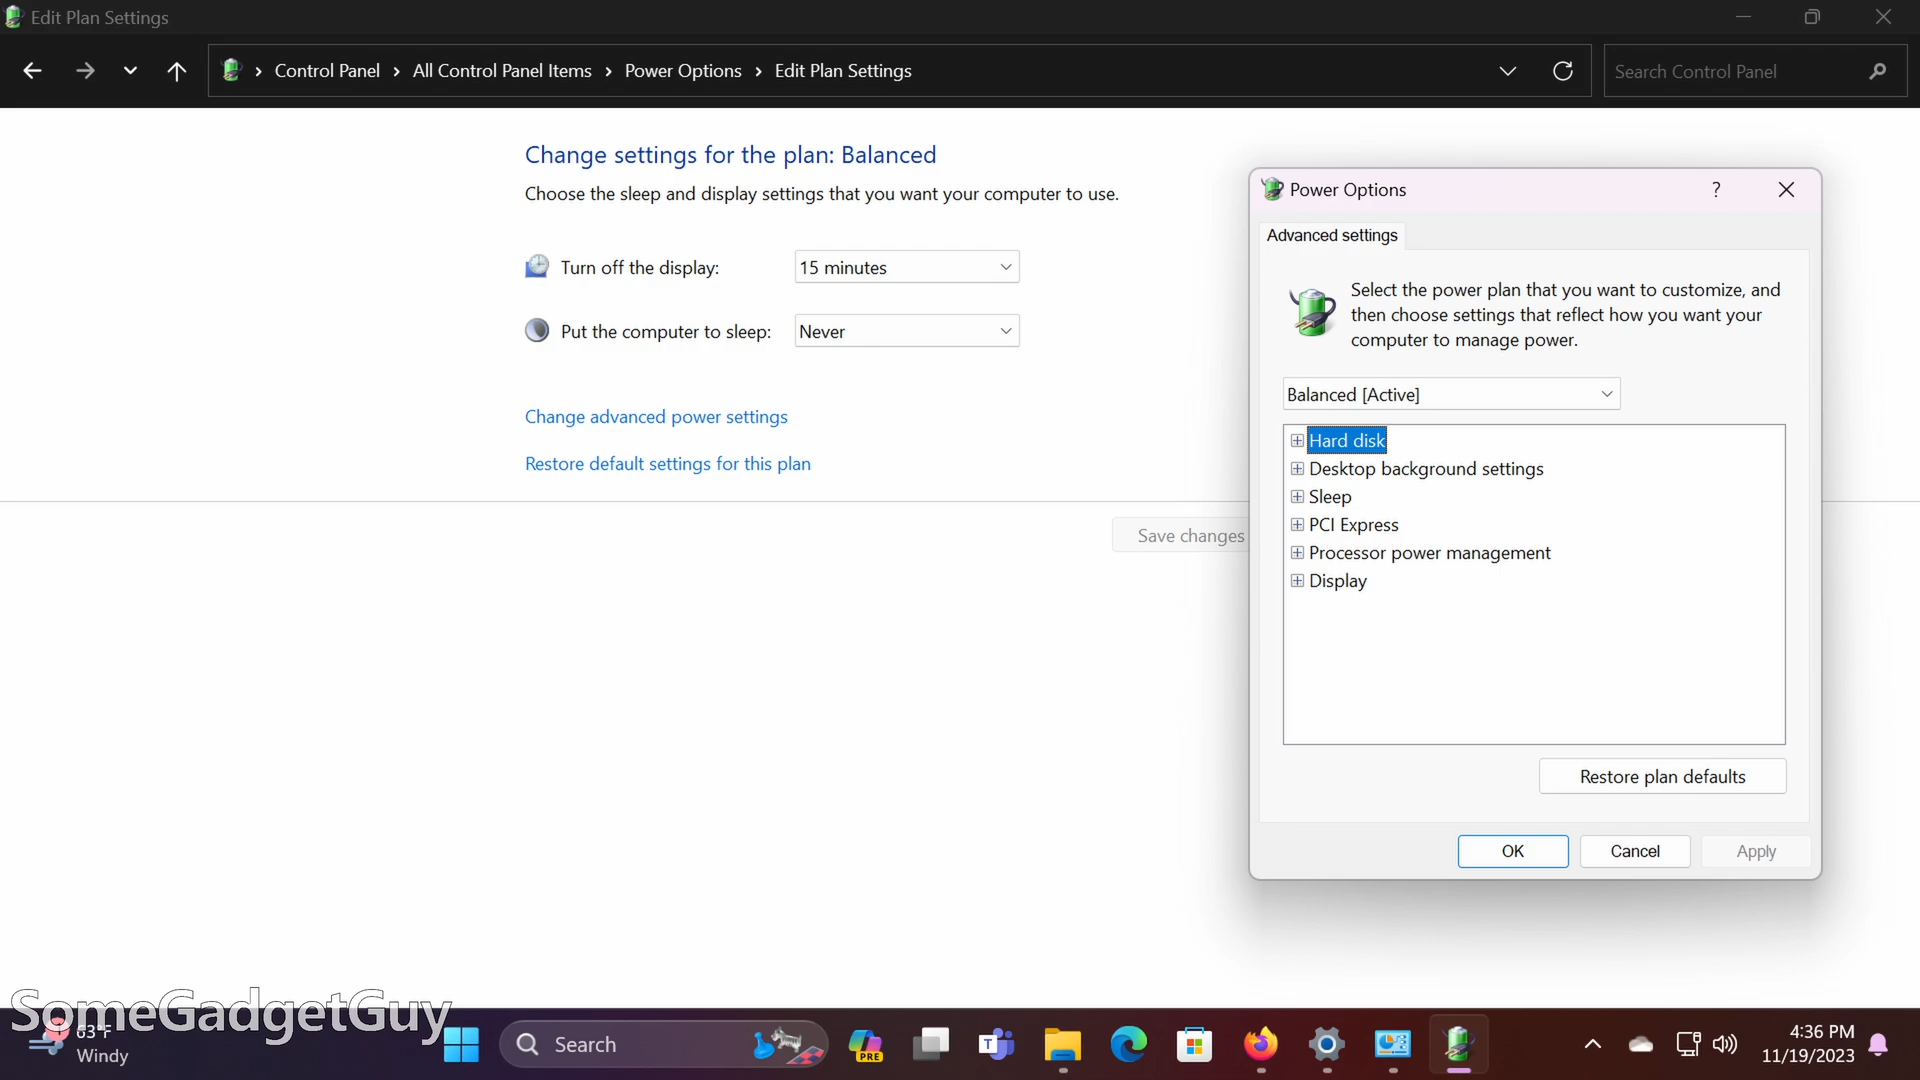 Edit Plan Settings
Control Panel > All Control Panel Items > Power Options > Edit Plan Settings
Search Control Panel
Change settings for the plan: Balanced
Choose the sleep and display settings that you want your computer to use.
Turn off the display: 15 minutes
Put the computer to sleep: Never
Change advanced power settings
Restore default settings for this plan
Save changes
Power Options
?
Advanced settings
Select the power plan that you want to customize, and
then choose settings that reflect how you want your
computer to manage power.
Balanced [Active]
Hard disk
Desktop background settings
Sleep
PCI Express
Processor power management
Display
Restore plan defaults
OK Cancel Apply
SomeGadgetGuy
63°F
Windy
Search
PRE
T
4:36 PM
11/19/2023